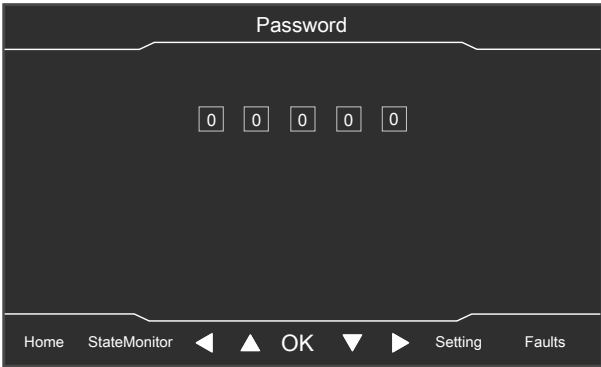 Password
0 0 0 0 0
Home StateMonitor ◀ ▲ OK ▼ ▶ Setting Faults